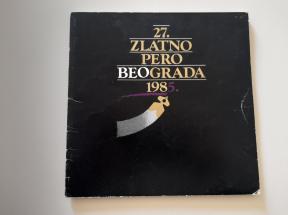 27.
ZLATNO
PERO
BEOGRADA
1985.